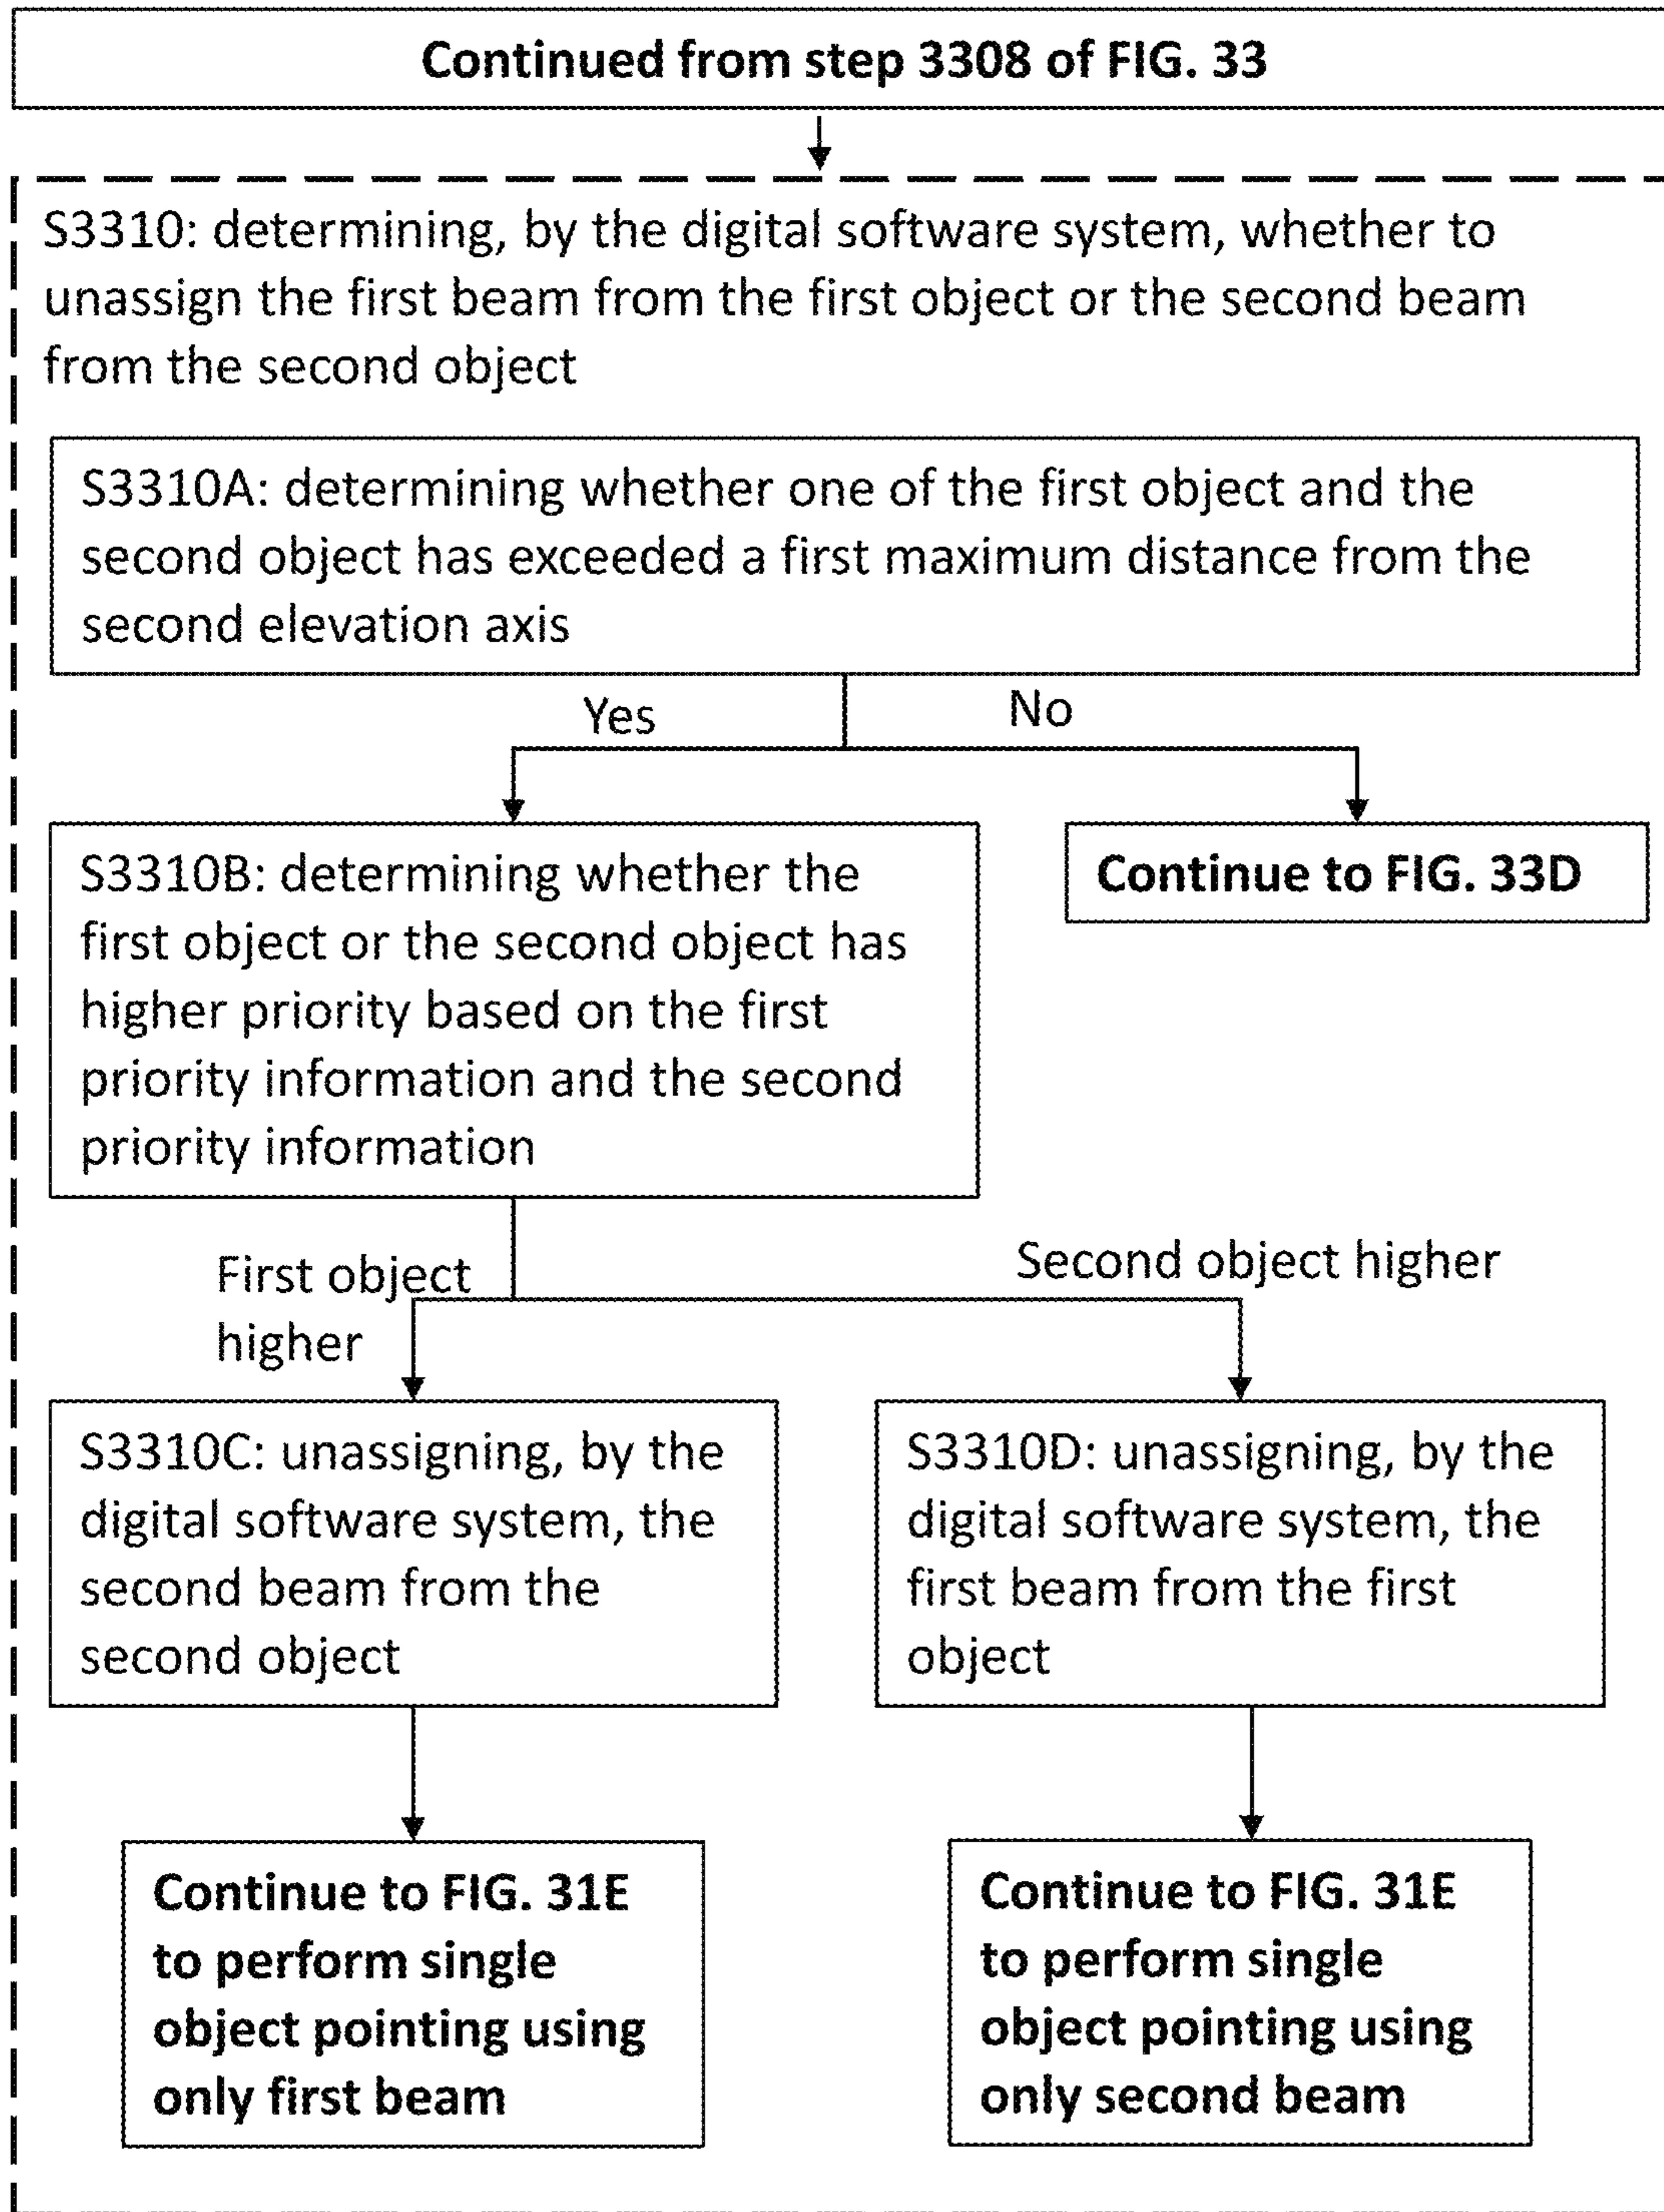 Continued from step 3308 of FIG. 33
S3310: determining, by the digital software system, whether to
unassign the first beam from the first object or the second beam
from the second object
S3310A: determining whether one of the first object and the
second object has exceeded a first maximum distance from the
second elevation axis
Yes
No
S3310B: determining whether the
first object or the second object has
higher priority based on the first
priority information and the second
priority information
Continue to FIG. 33D
First object
higher
Second object higher
S3310C: unassigning, by the
digital software system, the
second beam from the
second object
S3310D: unassigning, by the
digital software system, the
first beam from the first
object
Continue to FIG. 31E
to perform single
object pointing using
only first beam
Continue to FIG. 31E
to perform single
object pointing using
only second beam